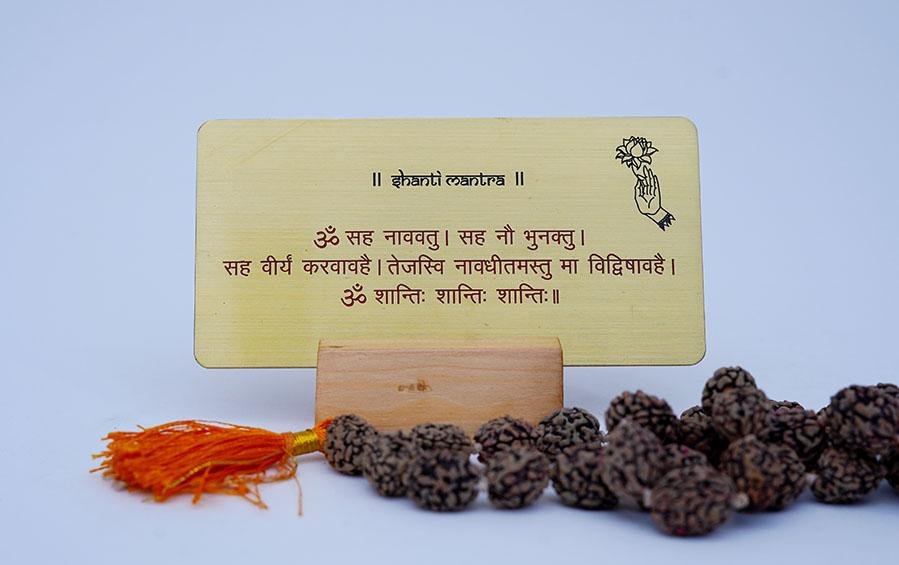 ॥ shanti mantra ॥
ॐ सह नाववतु। सह नौ भुनक्तु।
सह वीर्यं करवावहै। तेजस्वि नावधीतमस्तु मा विद्विषावहै।
ॐ शान्तिः शान्तिः शान्तिः॥